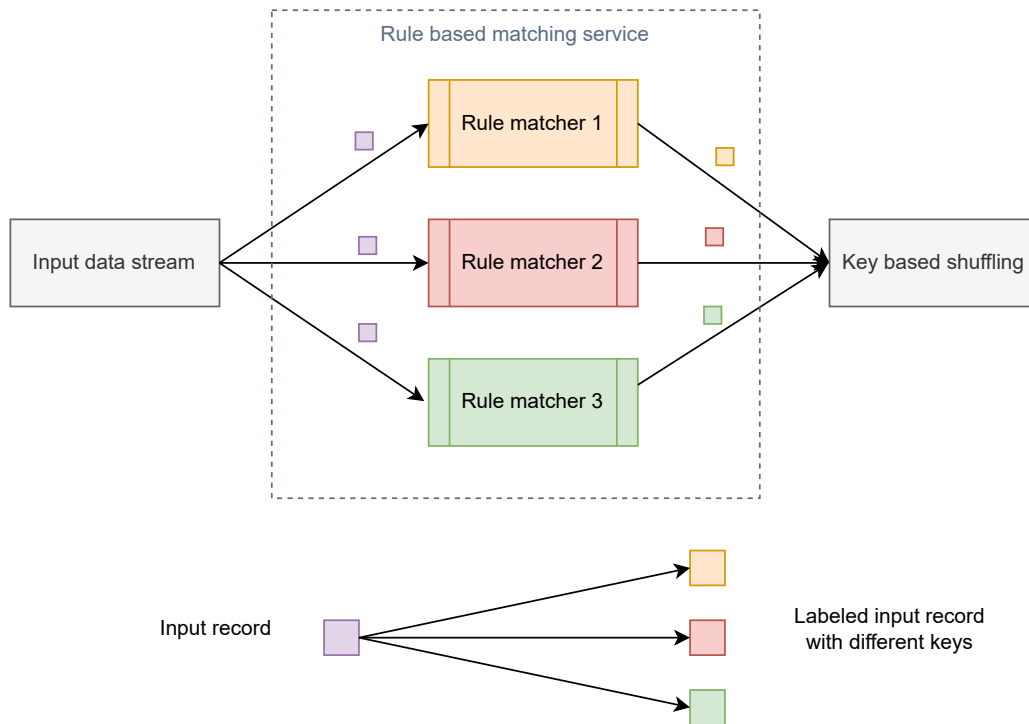 Rule based matching service
Rule matcher 1
Input data stream
Rule matcher 2
Key based shuffling
Rule matcher 3
Input record
Labeled input record
with different keys